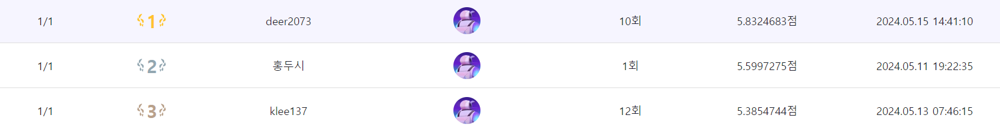 1/1 1 deer2073 10회 5.8324683점 2024.05.15 14:41:10
1/1 2 홍두시 1회 5.5997275점 2024.05.11 19:22:35
1/1 3 klee137 12회 5.3854744점 2024.05.13 07:46:15